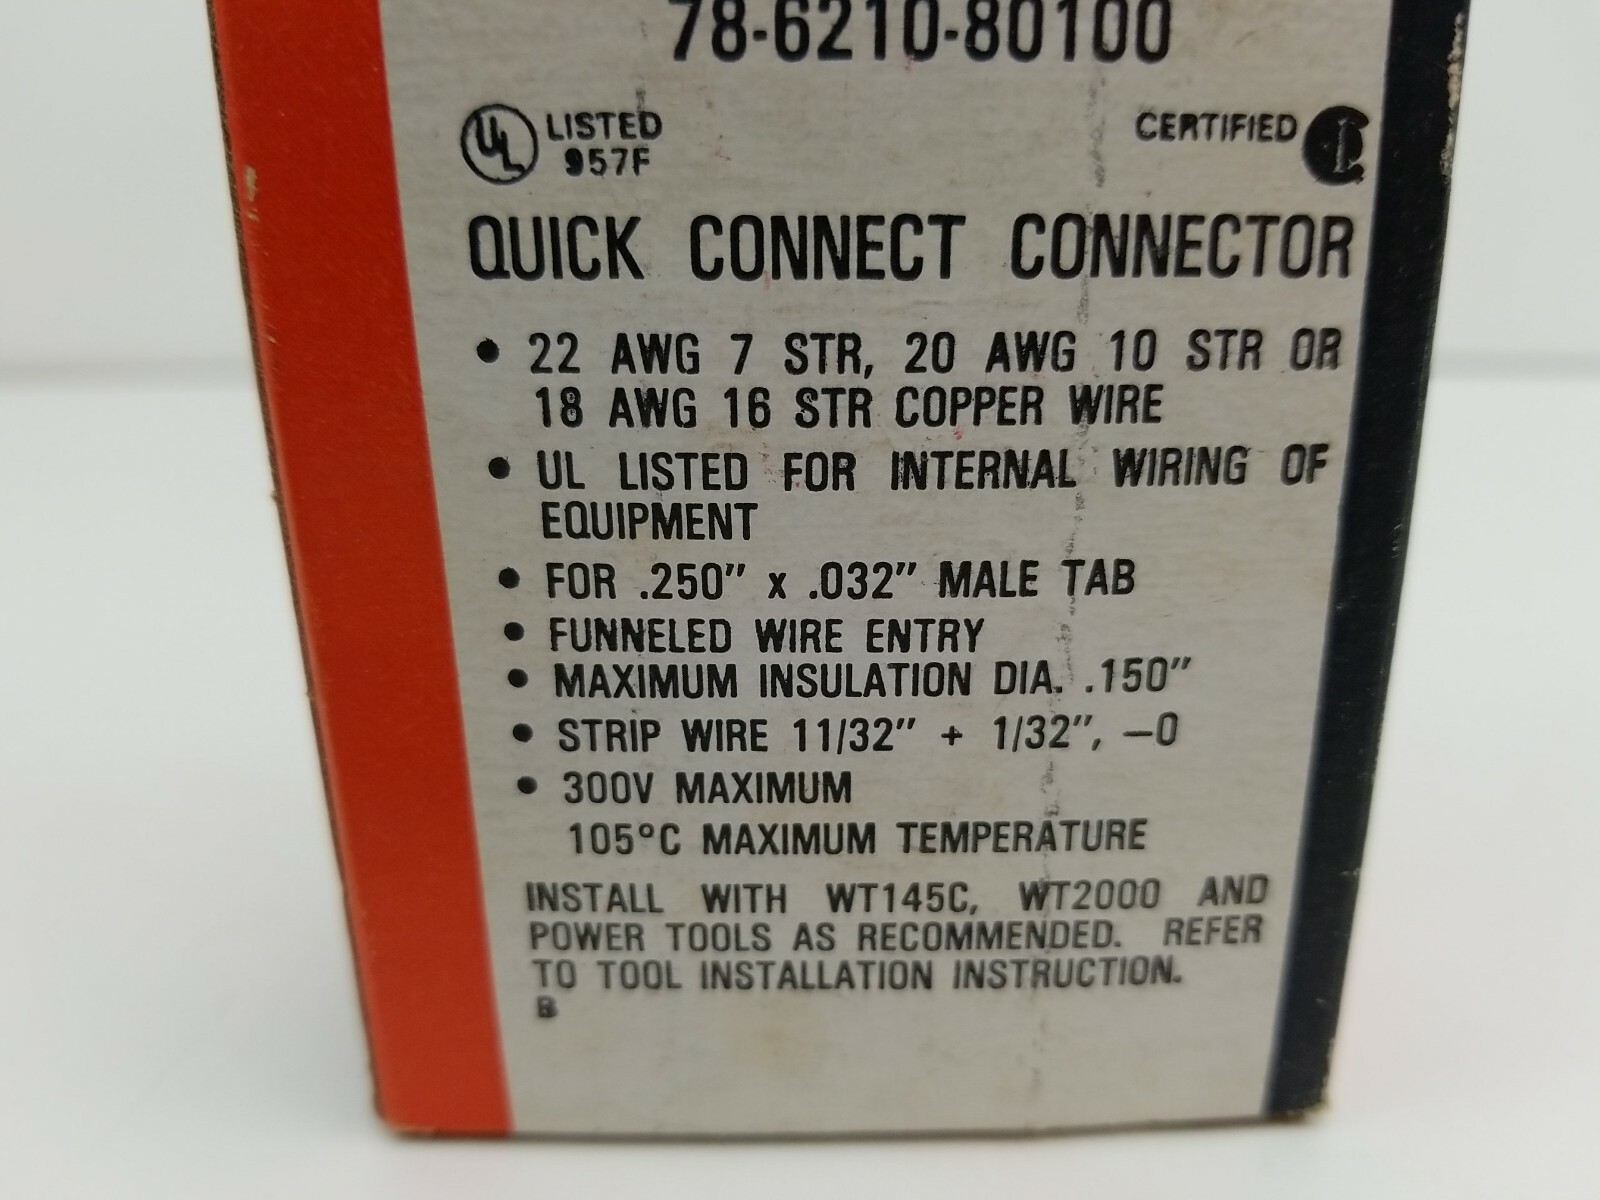 78-6210-80100
UL LISTED CERTIFIED
957F
QUICK CONNECT CONNECTOR
• 22 AWG 7 STR, 20 AWG 10 STR OR
18 AWG 16 STR COPPER WIRE
• UL LISTED FOR INTERNAL WIRING OF
EQUIPMENT
• FOR .250" x .032" MALE TAB
• FUNNELED WIRE ENTRY
• MAXIMUM INSULATION DIA. .150"
• STRIP WIRE 11/32" + 1/32", —0
• 300V MAXIMUM
105°C MAXIMUM TEMPERATURE
INSTALL WITH WT145C, WT2000 AND
POWER TOOLS AS RECOMMENDED. REFER
TO TOOL INSTALLATION INSTRUCTION.
B